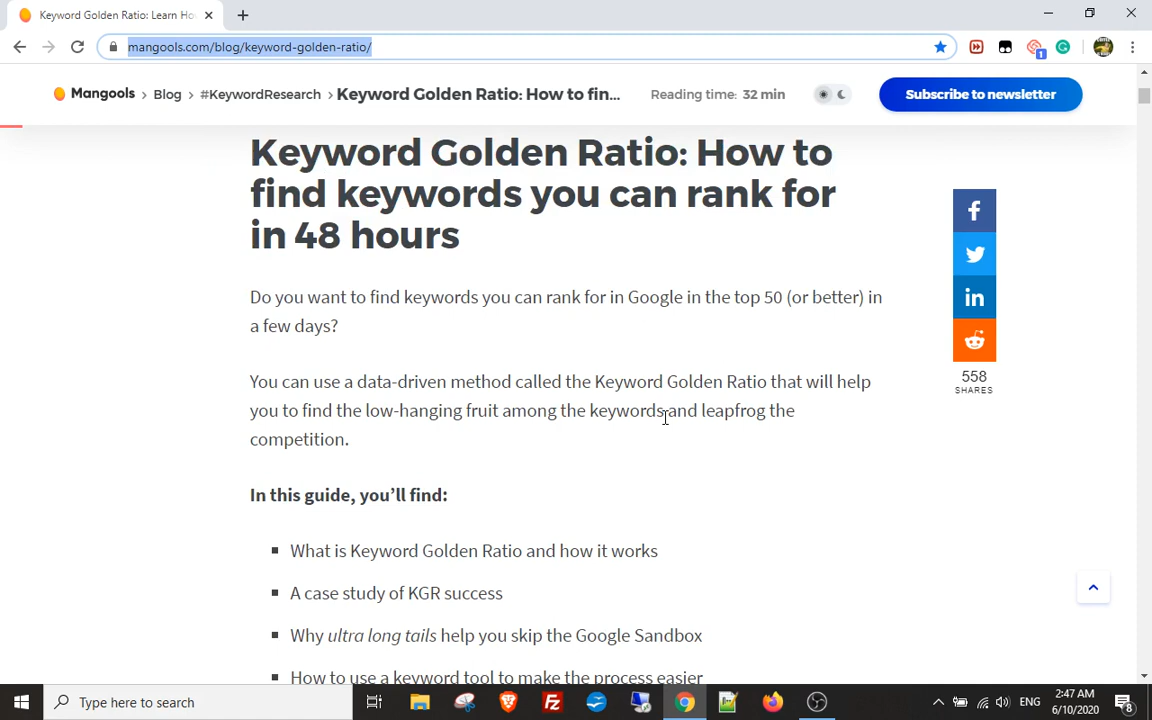 Keyword Golden Ratio: Learn Ho
mangools.com/blog/keyword-golden-ratio/
1
Mangools > Blog > #KeywordResearch > Keyword Golden Ratio: How to fin... Reading time: 32 min Subscribe to newsletter
Keyword Golden Ratio: How to
find keywords you can rank for
in 48 hours
Do you want to find keywords you can rank for in Google in the top 50 (or better) in
a few days?
You can use a data-driven method called the Keyword Golden Ratio that will help
you to find the low-hanging fruit among the keywords and leapfrog the
competition.
In this guide, you’ll find:
▪ What is Keyword Golden Ratio and how it works
▪ A case study of KGR success
▪ Why ultra long tails help you skip the Google Sandbox
▪ How to use a keyword tool to make the process easier
558
SHARES
Type here to search
ENG
2:47 AM
6/10/2020
8